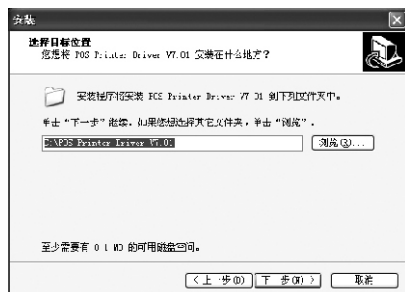 安装
选择目标位置
您想将 POS Printer Driver V7.01 安装在什么地方？
安装程序将安装 POS Printer Driver V7.01 到下列文件夹中。
单击“下一步”继续。如果您想选择其它文件夹，单击“浏览”.
C:\POS Printer Driver V7.01
浏览(R)...
至少需要有 0.1 MB 的可用磁盘空间。
< 上一步(B) 下一步(N) > 取消